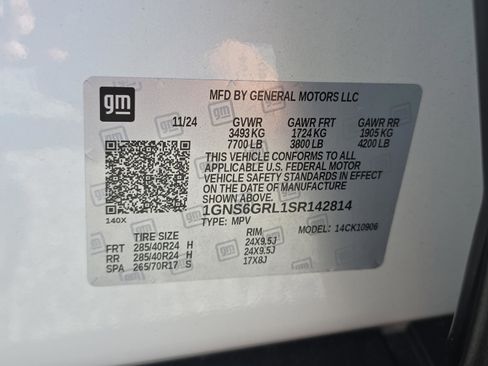 gm
MFD BY GENERAL MOTORS LLC
11/24 GVWR GAWR FRT GAWR RR
3493 KG 1724 KG 1905 KG
7700 LB 3800 LB 4200 LB
THIS VEHICLE CONFORMS TO ALL
APPLICABLE U.S. FEDERAL MOTOR
VEHICLE SAFETY STANDARDS IN EFFECT
ON THE DATE OF MANUFACTURE
SHOWN ABOVE.
1GNS6GRL1SR142814
140X TYPE: MPV MODEL: 14CK10906
TIRE SIZE RIM
FRT 285/40R24 H 24X9.5J
RR 285/40R24 H 24X9.5J
SPA 265/70R17 S 17X8J